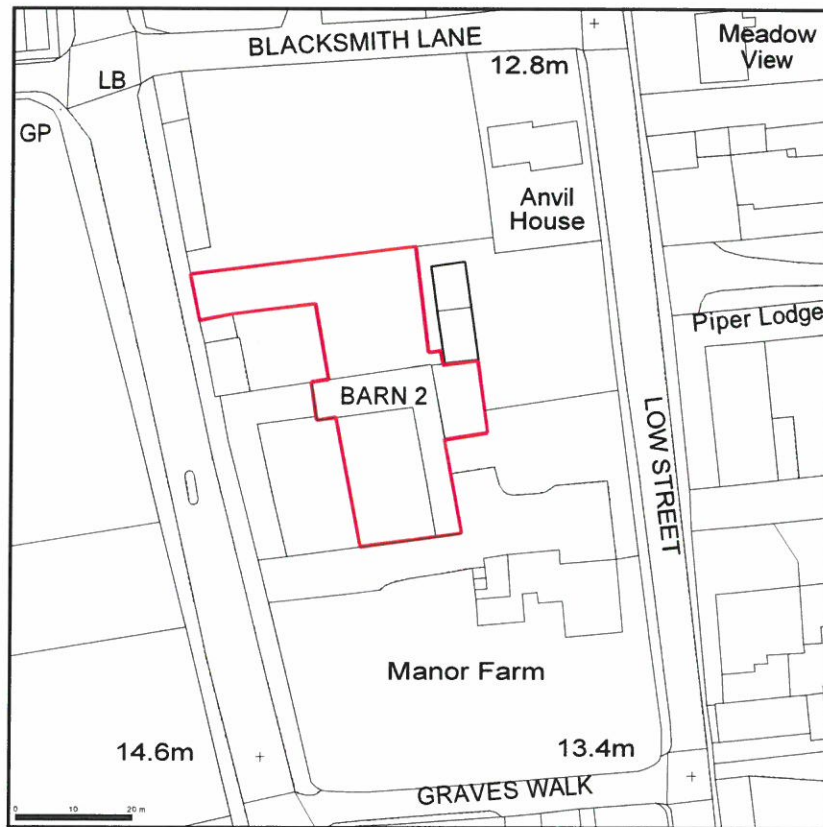 BLACKSMITH LANE
Meadow
View
12.8m
LB
GP
Anvil
House
Piper Lodge
BARN 2
LOW STREET
Manor Farm
14.6m
13.4m
GRAVES WALK
0 10 20 m